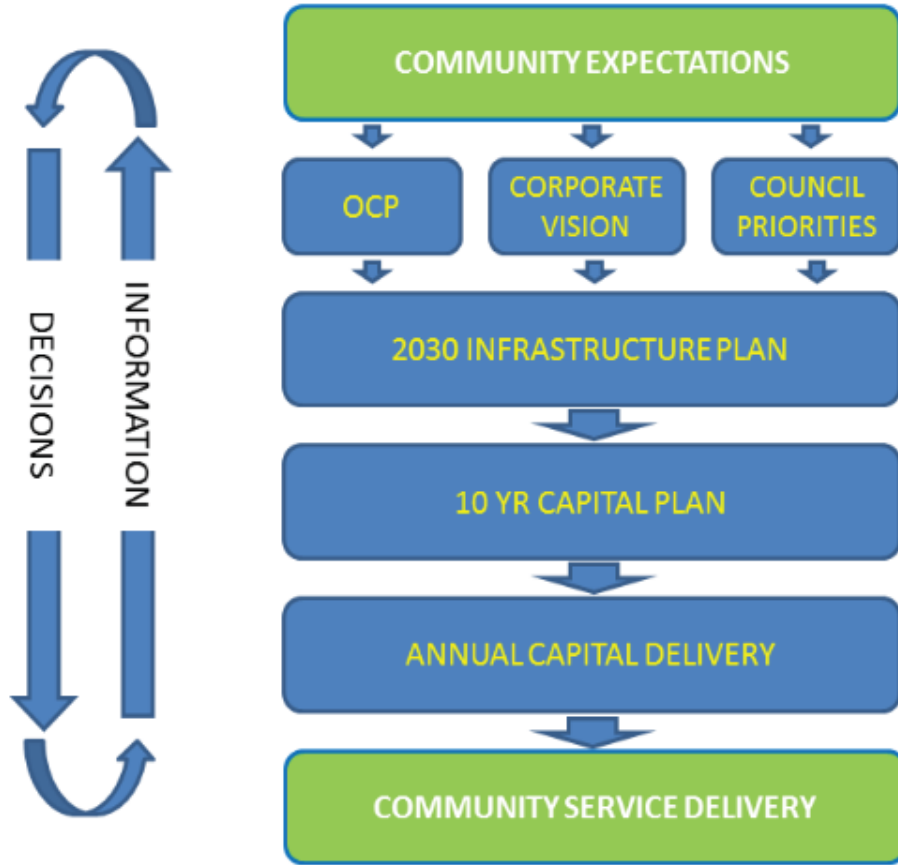 COMMUNITY EXPECTATIONS
OCP
CORPORATE
VISION
COUNCIL
PRIORITIES
2030 INFRASTRUCTURE PLAN
10 YR CAPITAL PLAN
ANNUAL CAPITAL DELIVERY
COMMUNITY SERVICE DELIVERY
DECISIONS
INFORMATION